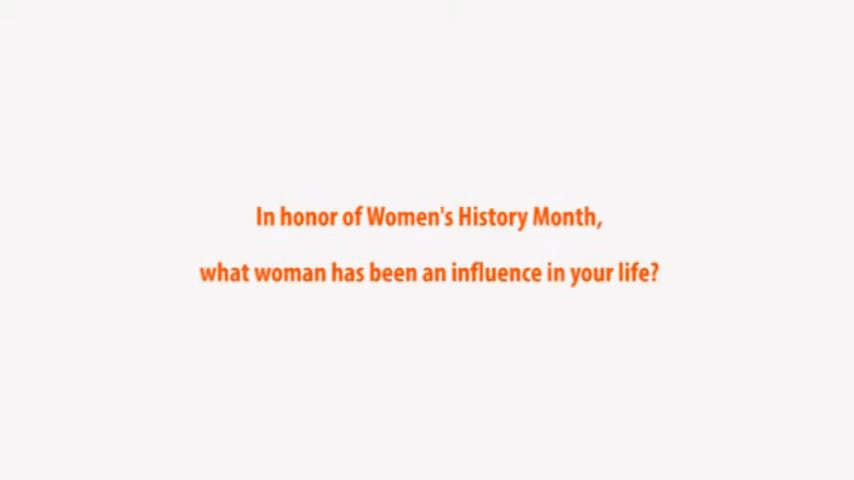 In honor of Women's History Month,
what woman has been an influence in your life?